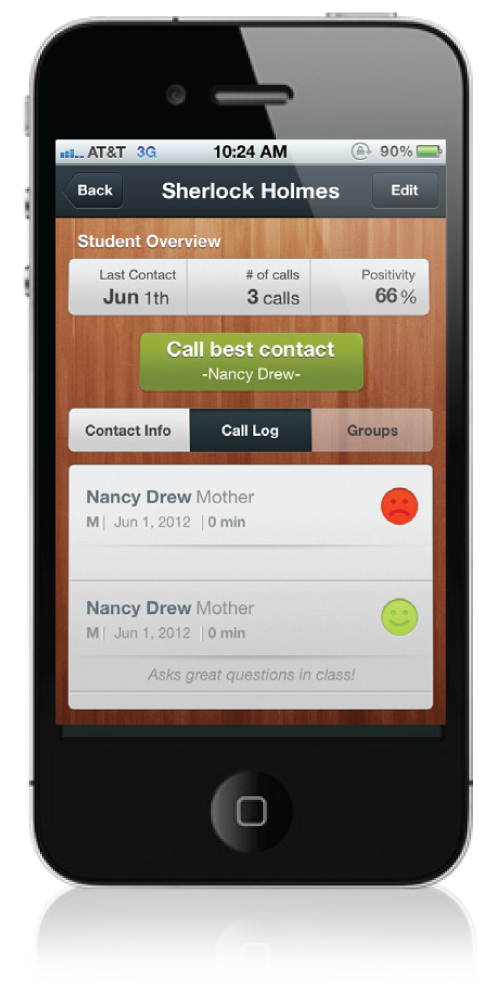 AT&T 3G 10:24 AM 90%
Back Sherlock Holmes Edit
Student Overview
Last Contact # of calls Positivity
Jun 1th 3 calls 66 %
Call best contact
-Nancy Drew-
Contact Info Call Log Groups
Nancy Drew Mother
M | Jun 1, 2012 | 0 min
Nancy Drew Mother
M | Jun 1, 2012 | 0 min
Asks great questions in class!